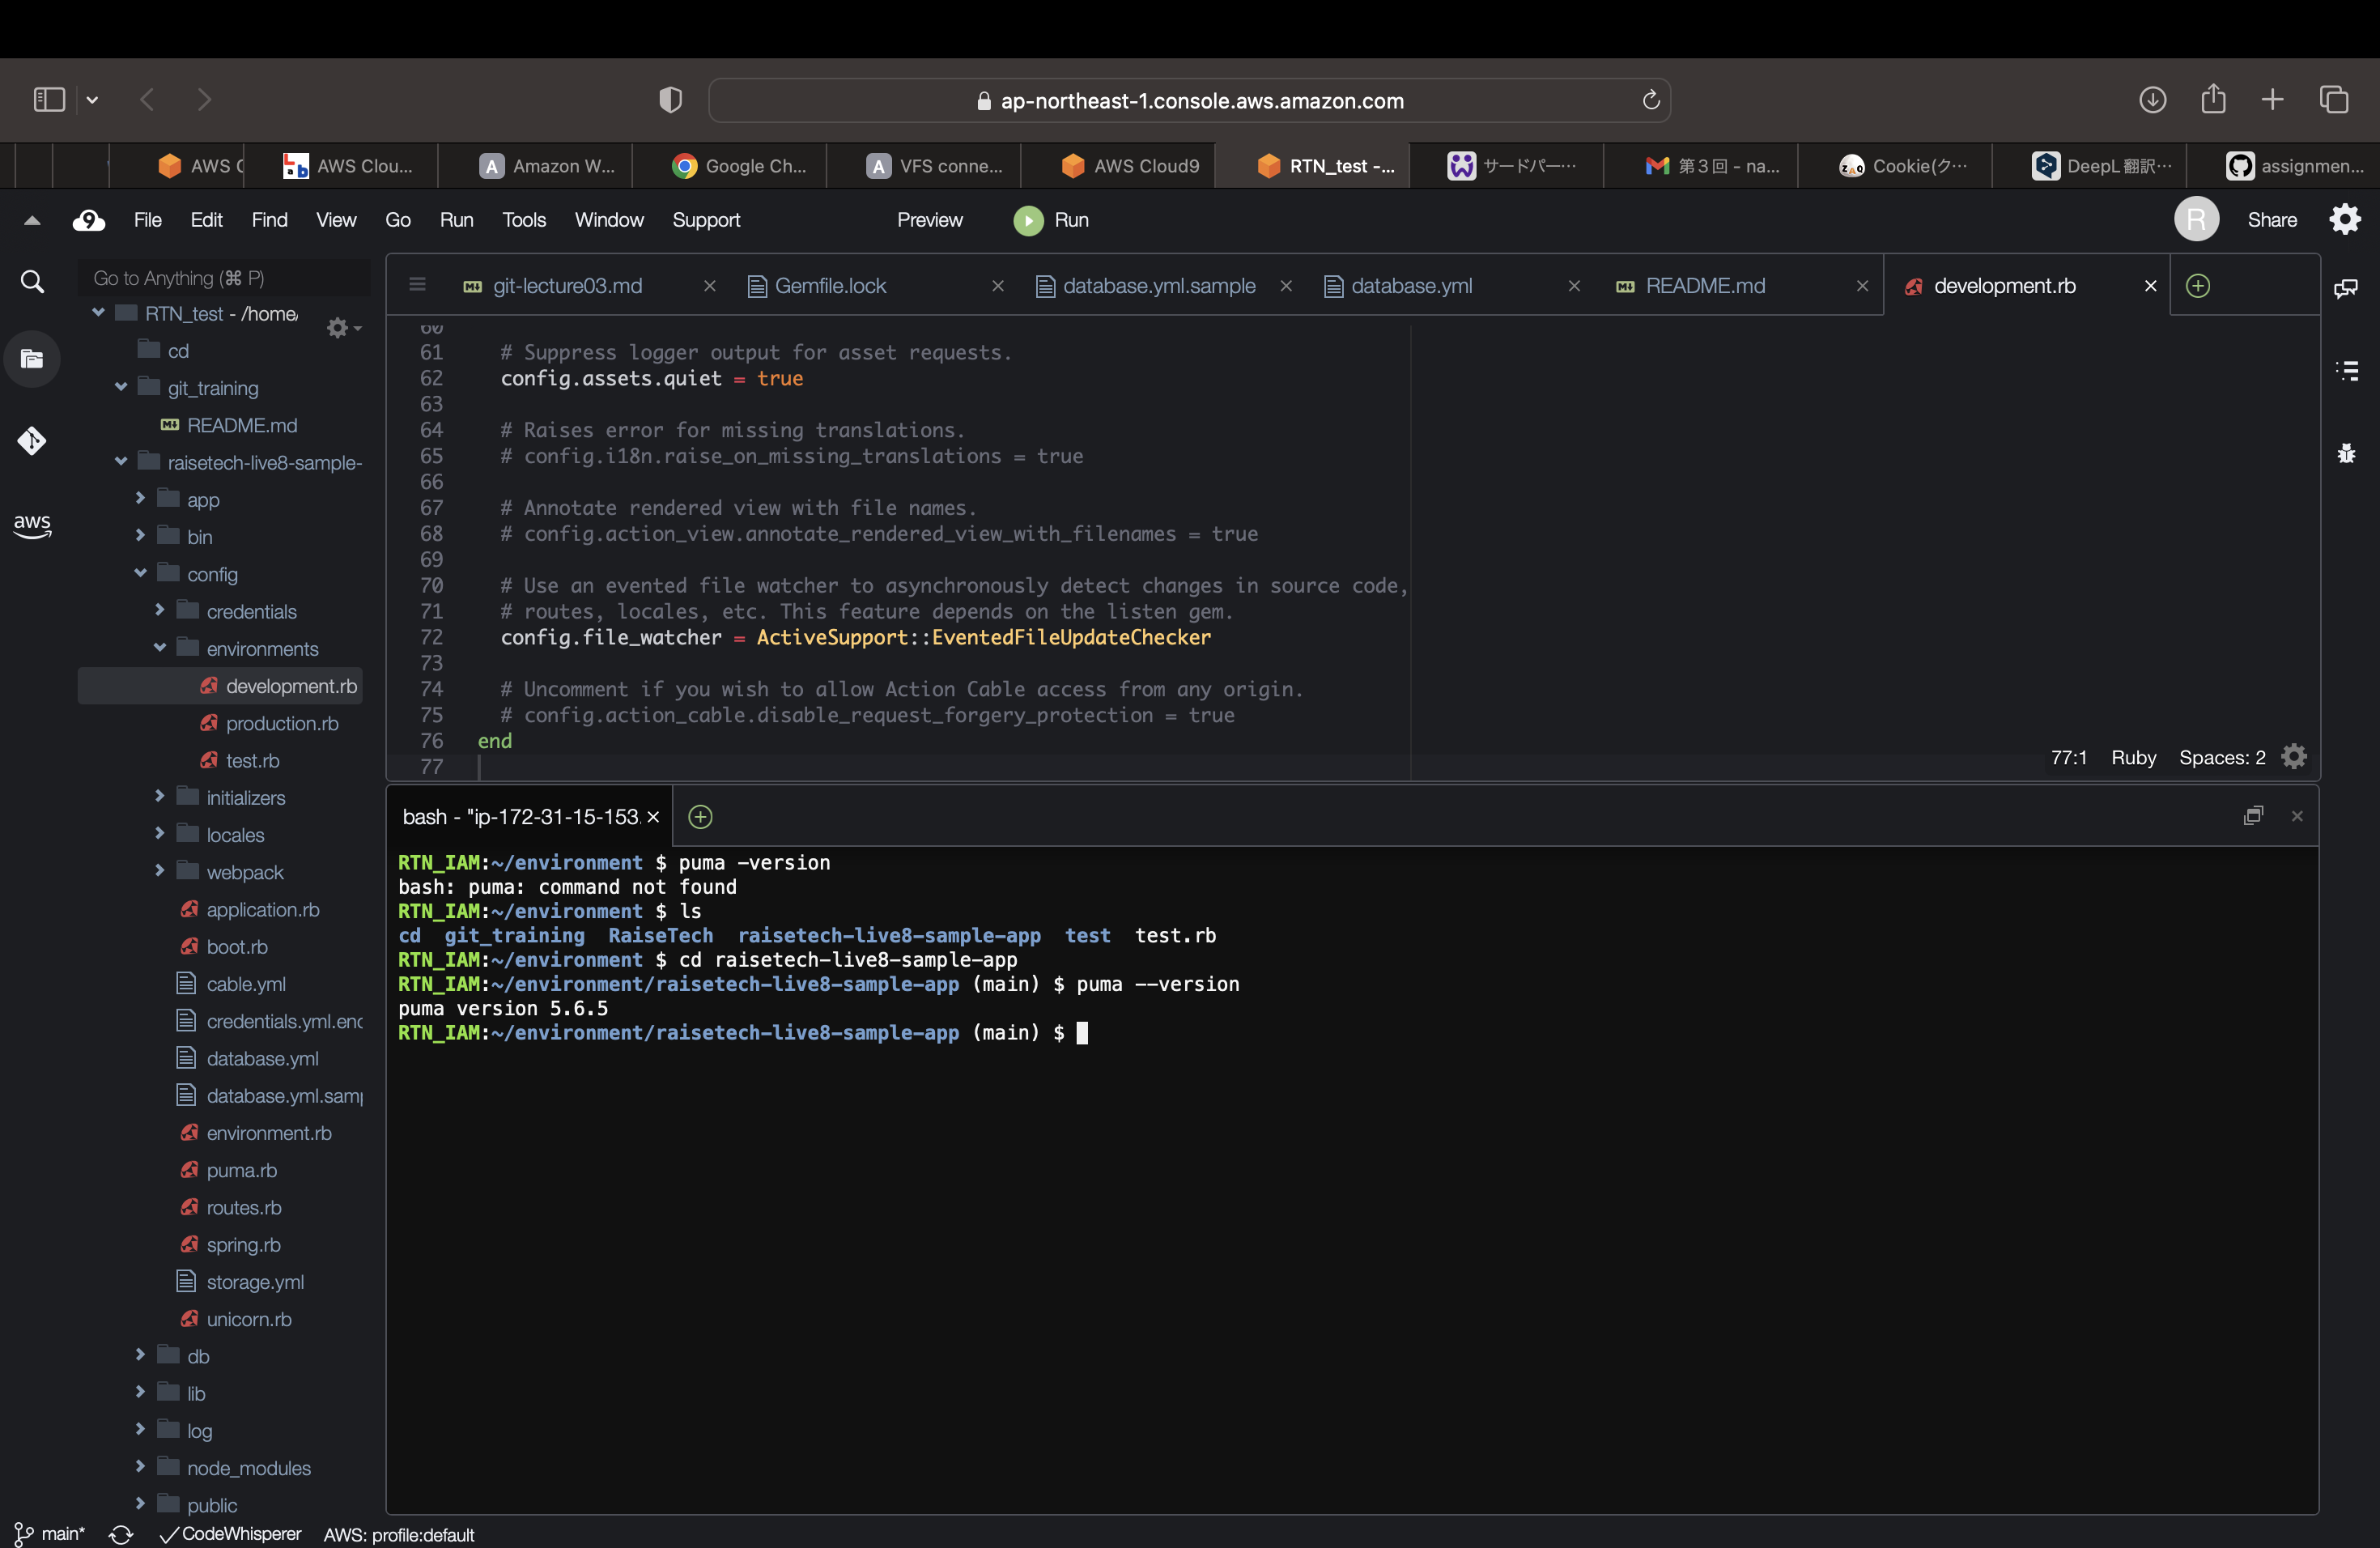 ap-northeast-1.console.aws.amazon.com
AWS C
AWS Clou...
Amazon W...
Google Ch...
VFS conne...
AWS Cloud9
RTN_test -...
サードパー…
第３回 - na...
Cookie(ク…
DeepL 翻訳…
assignmen...
File Edit Find View Go Run Tools Window Support Preview Run
R Share
Go to Anything (⌘ P)
git-lecture03.md
Gemfile.lock
database.yml.sample
database.yml
README.md
development.rb
RTN_test - /home/
cd
git_training
README.md
raisetech-live8-sample-
app
bin
config
credentials
environments
development.rb
production.rb
test.rb
initializers
locales
webpack
application.rb
boot.rb
cable.yml
credentials.yml.enc
database.yml
database.yml.samp
environment.rb
puma.rb
routes.rb
spring.rb
storage.yml
unicorn.rb
db
lib
log
node_modules
public
aws
60
61 # Suppress logger output for asset requests.
62 config.assets.quiet = true
63
64 # Raises error for missing translations.
65 # config.i18n.raise_on_missing_translations = true
66
67 # Annotate rendered view with file names.
68 # config.action_view.annotate_rendered_view_with_filenames = true
69
70 # Use an evented file watcher to asynchronously detect changes in source code,
71 # routes, locales, etc. This feature depends on the listen gem.
72 config.file_watcher = ActiveSupport::EventedFileUpdateChecker
73
74 # Uncomment if you wish to allow Action Cable access from any origin.
75 # config.action_cable.disable_request_forgery_protection = true
76 end
77
77:1 Ruby Spaces: 2
bash - "ip-172-31-15-153.
RTN_IAM:~/environment $ puma -version
bash: puma: command not found
RTN_IAM:~/environment $ ls
cd git_training RaiseTech raisetech-live8-sample-app test test.rb
RTN_IAM:~/environment $ cd raisetech-live8-sample-app
RTN_IAM:~/environment/raisetech-live8-sample-app (main) $ puma --version
puma version 5.6.5
RTN_IAM:~/environment/raisetech-live8-sample-app (main) $
main* CodeWhisperer AWS: profile:default